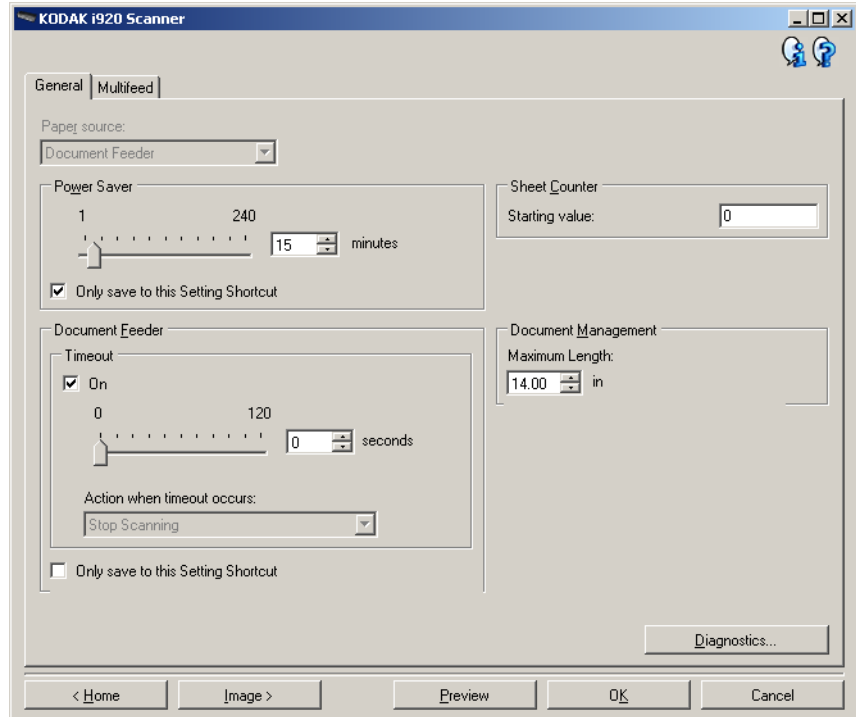 KODAK i920 Scanner
General
Multifeed
Paper source:
Document Feeder
Power Saver
1 240
15 minutes
Only save to this Setting Shortcut
Sheet Counter
Starting value: 0
Document Feeder
Timeout
On
0 120
0 seconds
Action when timeout occurs:
Stop Scanning
Only save to this Setting Shortcut
Document Management
Maximum Length:
14.00 in
Diagnostics...
< Home
Image >
Preview
OK
Cancel